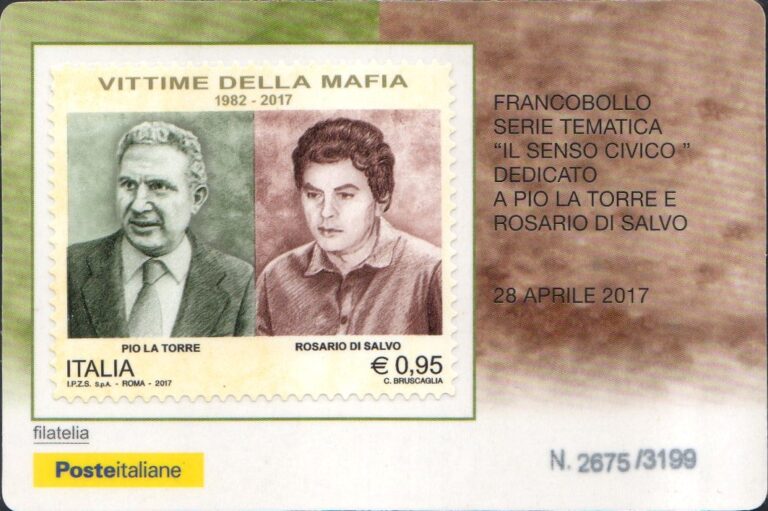 VITTIME DELLA MAFIA
1982 - 2017
PIO LA TORRE
ROSARIO DI SALVO
ITALIA
€ 0,95
I.P.Z.S. S.p.A. - ROMA - 2017
C. BRUSCAGLIA
FRANCOBOLLO
SERIE TEMATICA
“IL SENSO CIVICO ”
DEDICATO
A PIO LA TORRE E
ROSARIO DI SALVO
28 APRILE 2017
filatelia
Posteitaliane
N. 2675/3199